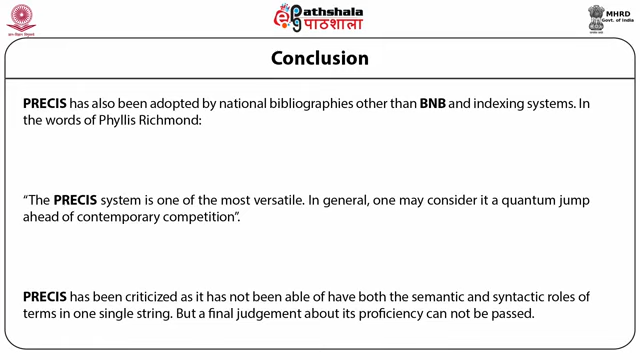 ePathshala
पाठशाला
MHRD
Govt. of India
Conclusion
PRECIS has also been adopted by national bibliographies other than BNB and indexing systems. In
the words of Phyllis Richmond:
“The PRECIS system is one of the most versatile. In general, one may consider it a quantum jump
ahead of contemporary competition”.
PRECIS has been criticized as it has not been able of have both the semantic and syntactic roles of
terms in one single string. But a final judgement about its proficiency can not be passed.